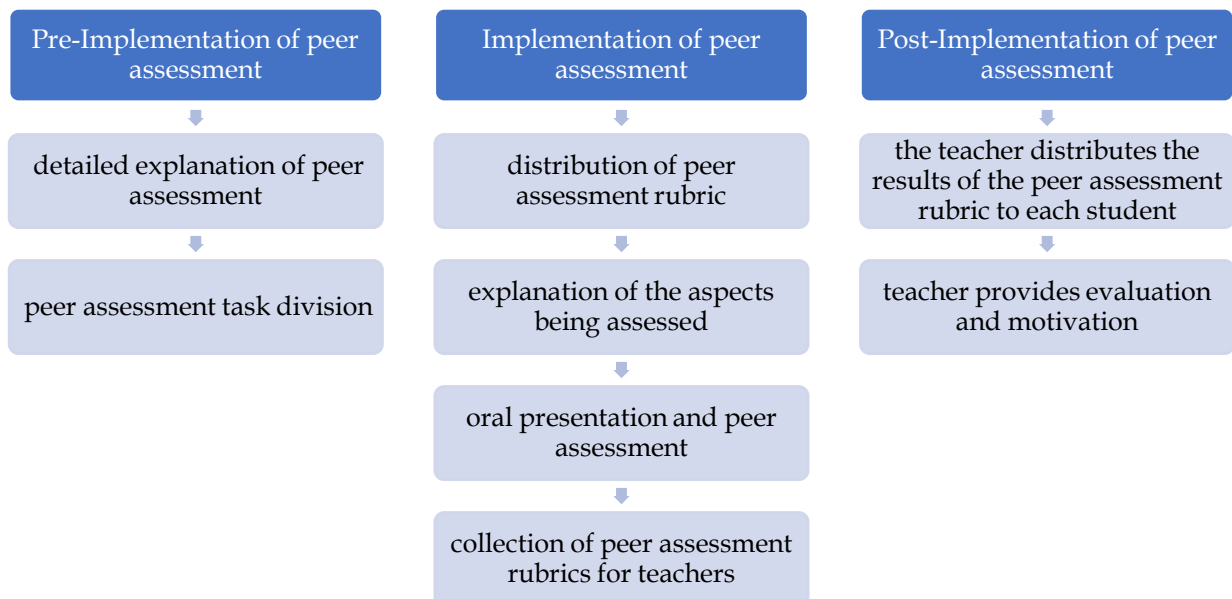 Pre-Implementation of peer
assessment
detailed explanation of peer
assessment
peer assessment task division
Implementation of peer
assessment
distribution of peer
assessment rubric
explanation of the aspects
being assessed
oral presentation and peer
assessment
collection of peer assessment
rubrics for teachers
Post-Implementation of peer
assessment
the teacher distributes the
results of the peer assessment
rubric to each student
teacher provides evaluation
and motivation